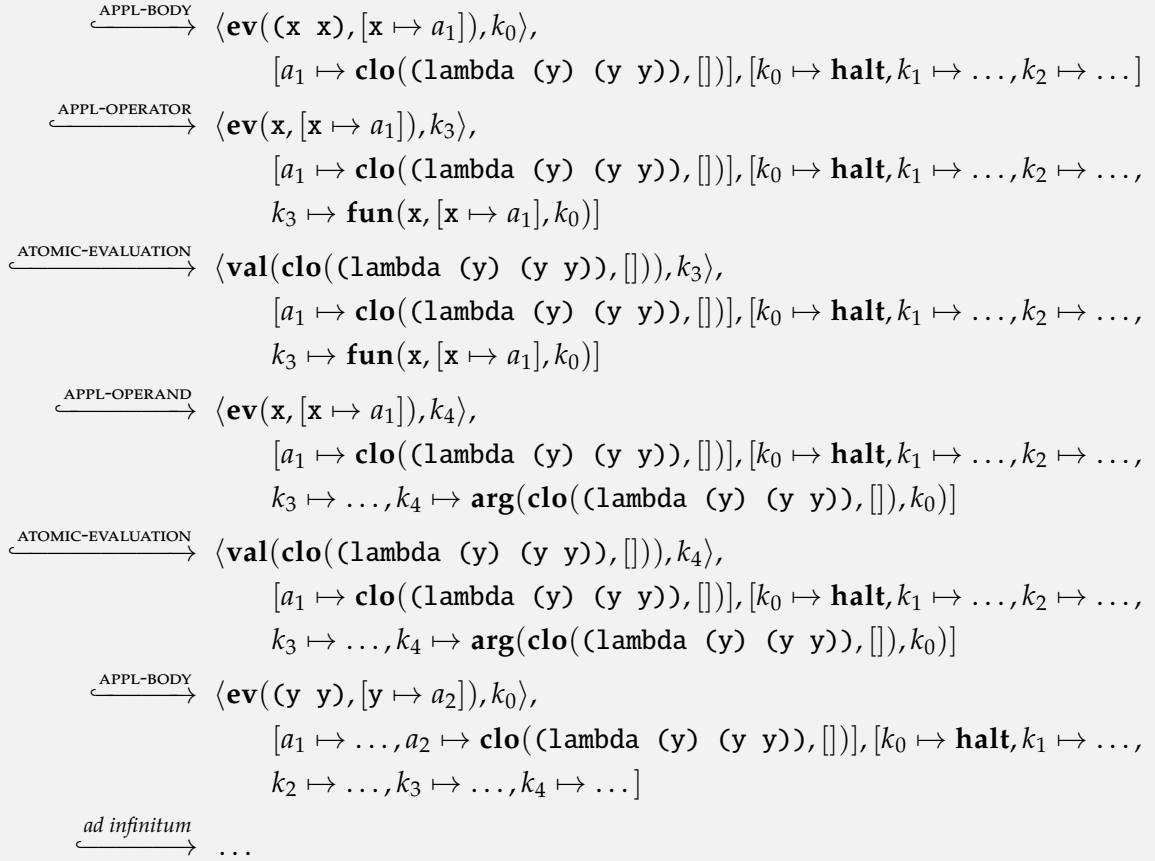 APPL-BODY ⟨ev((x x), [x ↦ a₁]), k₀⟩,
[a₁ ↦ clo((lambda (y) (y y)), [])], [k₀ ↦ halt, k₁ ↦ …, k₂ ↦ …]
APPL-OPERATOR ⟨ev(x, [x ↦ a₁]), k₃⟩,
[a₁ ↦ clo((lambda (y) (y y)), [])], [k₀ ↦ halt, k₁ ↦ …, k₂ ↦ …,
k₃ ↦ fun(x, [x ↦ a₁], k₀)]
ATOMIC-EVALUATION ⟨val(clo((lambda (y) (y y)), [])), k₃⟩,
[a₁ ↦ clo((lambda (y) (y y)), [])], [k₀ ↦ halt, k₁ ↦ …, k₂ ↦ …,
k₃ ↦ fun(x, [x ↦ a₁], k₀)]
APPL-OPERAND ⟨ev(x, [x ↦ a₁]), k₄⟩,
[a₁ ↦ clo((lambda (y) (y y)), [])], [k₀ ↦ halt, k₁ ↦ …, k₂ ↦ …,
k₃ ↦ …, k₄ ↦ arg(clo((lambda (y) (y y)), []), k₀)]
ATOMIC-EVALUATION ⟨val(clo((lambda (y) (y y)), [])), k₄⟩,
[a₁ ↦ clo((lambda (y) (y y)), [])], [k₀ ↦ halt, k₁ ↦ …, k₂ ↦ …,
k₃ ↦ …, k₄ ↦ arg(clo((lambda (y) (y y)), []), k₀)]
APPL-BODY ⟨ev((y y), [y ↦ a₂]), k₀⟩,
[a₁ ↦ …, a₂ ↦ clo((lambda (y) (y y)), [])], [k₀ ↦ halt, k₁ ↦ …,
k₂ ↦ …, k₃ ↦ …, k₄ ↦ …]
ad infinitum …